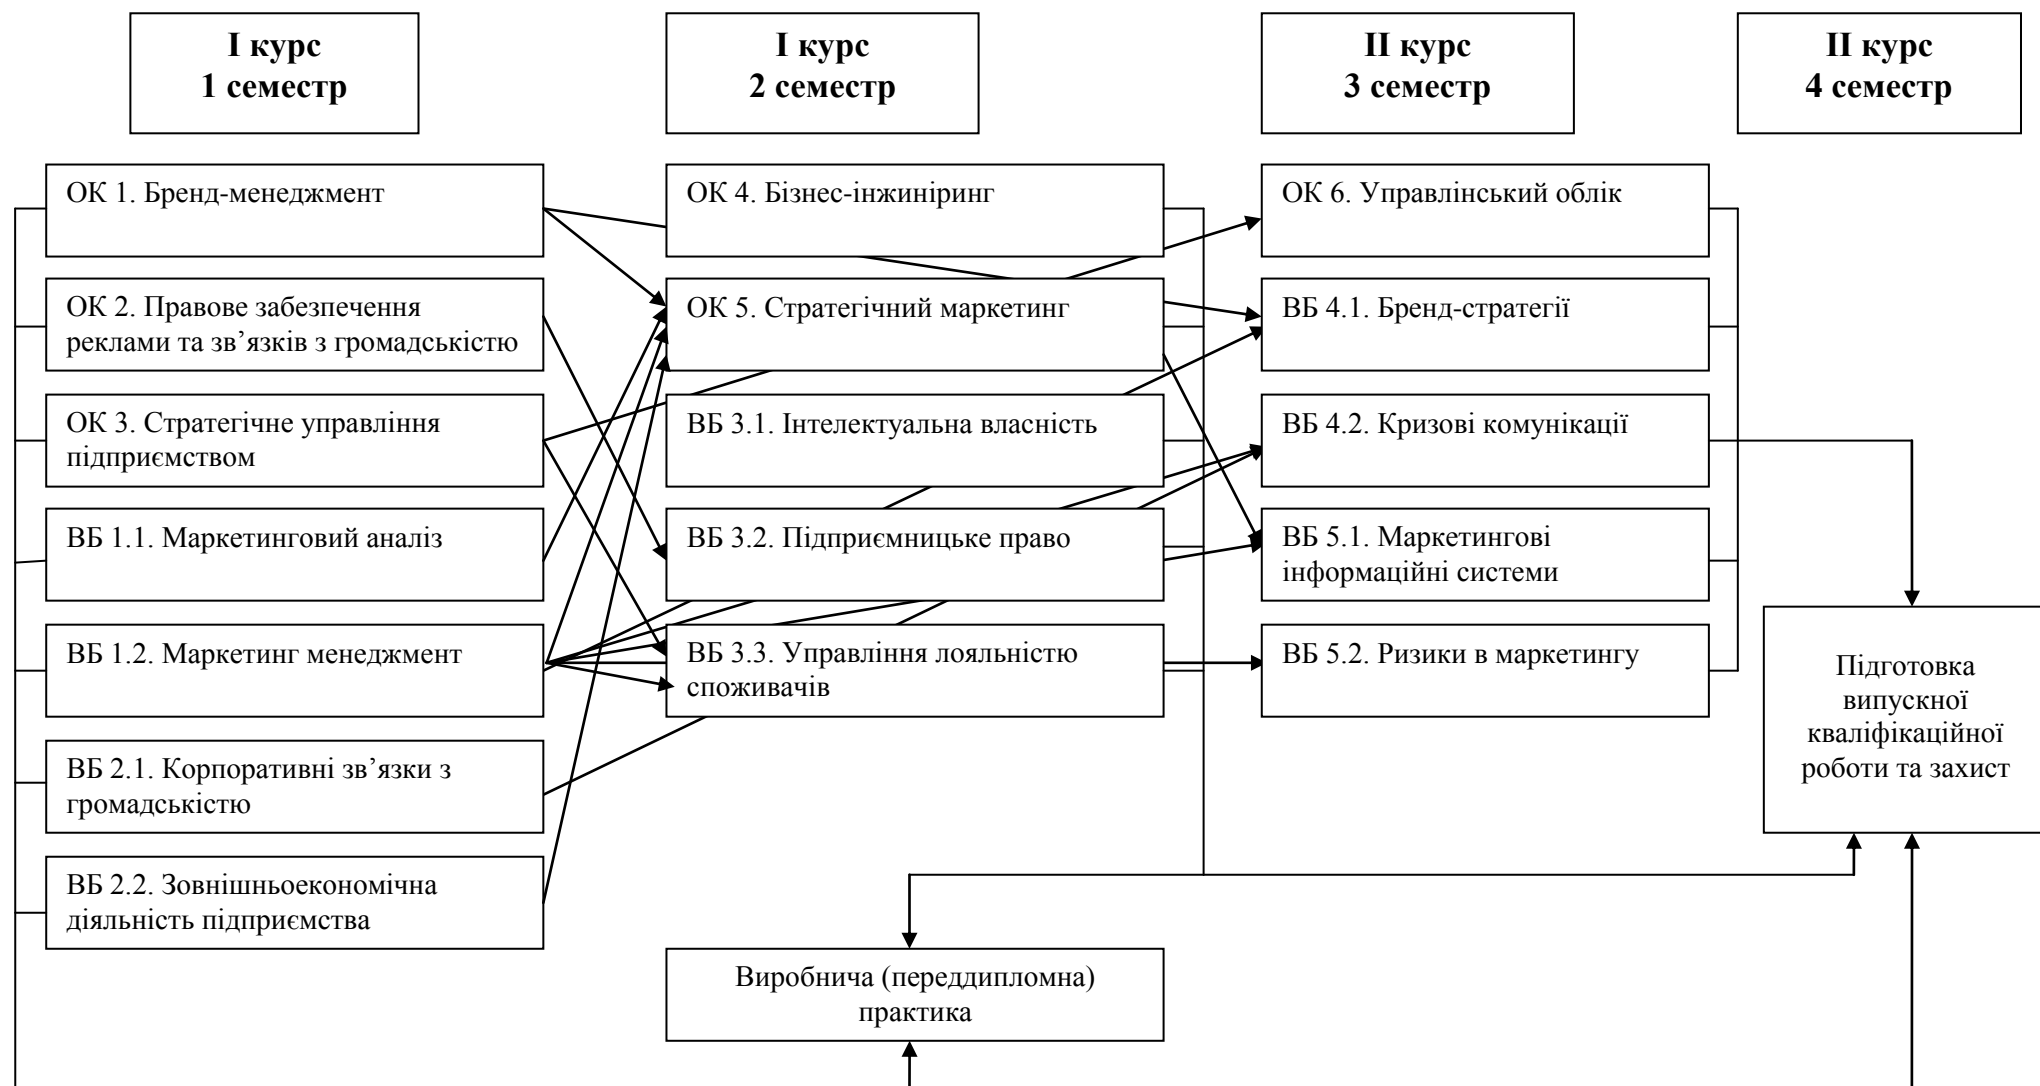 I курс
1 семестр
I курс
2 семестр
II курс
3 семестр
II курс
4 семестр
ОК 1. Бренд-менеджмент
ОК 2. Правове забезпечення
реклами та зв’язків з громадськістю
ОК 3. Стратегічне управління
підприємством
ВБ 1.1. Маркетинговий аналіз
ВБ 1.2. Маркетинг менеджмент
ВБ 2.1. Корпоративні зв’язки з
громадськістю
ВБ 2.2. Зовнішньоекономічна
діяльність підприємства
ОК 4. Бізнес-інжиніринг
ОК 5. Стратегічний маркетинг
ВБ 3.1. Інтелектуальна власність
ВБ 3.2. Підприємницьке право
ВБ 3.3. Управління лояльністю
споживачів
Виробнича (переддипломна)
практика
ОК 6. Управлінський облік
ВБ 4.1. Бренд-стратегії
ВБ 4.2. Кризові комунікації
ВБ 5.1. Маркетингові
інформаційні системи
ВБ 5.2. Ризики в маркетингу
Підготовка
випускної
кваліфікаційної
роботи та захист